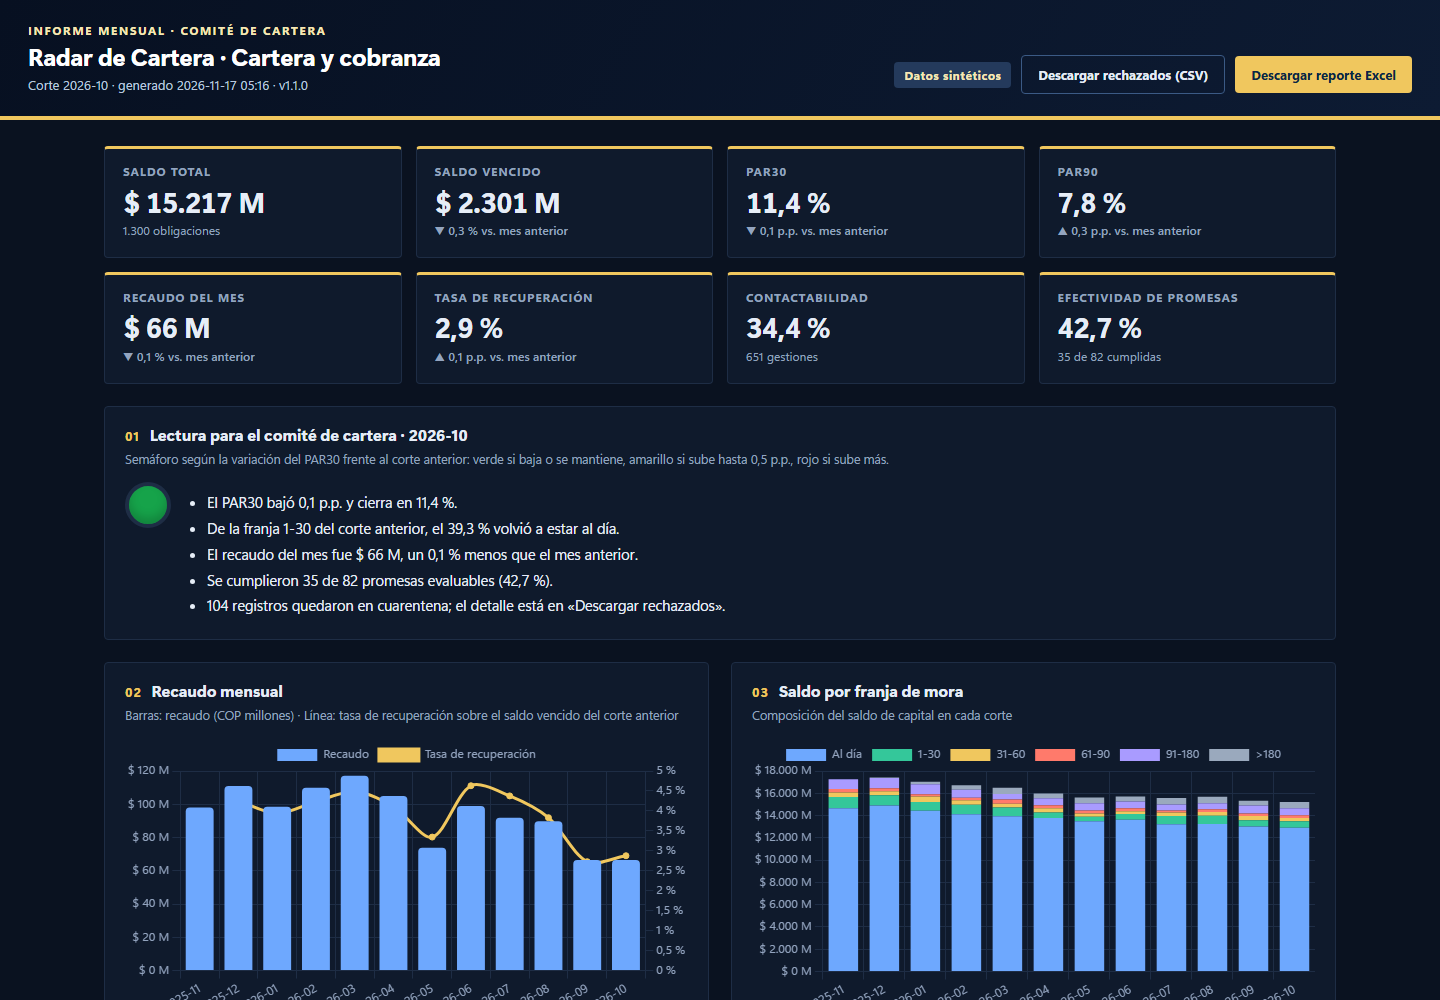 INFORME MENSUAL · COMITÉ DE CARTERA
Radar de Cartera · Cartera y cobranza
Corte 2026-10 · generado 2026-11-17 05:16 · v1.1.0
Datos sintéticos
Descargar rechazados (CSV)
Descargar reporte Excel
SALDO TOTAL
$ 15.217 M
1.300 obligaciones
SALDO VENCIDO
$ 2.301 M
▼ 0,3 % vs. mes anterior
PAR30
11,4 %
▼ 0,1 p.p. vs. mes anterior
PAR90
7,8 %
▲ 0,3 p.p. vs. mes anterior
RECAUDO DEL MES
$ 66 M
▼ 0,1 % vs. mes anterior
TASA DE RECUPERACIÓN
2,9 %
▲ 0,1 p.p. vs. mes anterior
CONTACTABILIDAD
34,4 %
651 gestiones
EFECTIVIDAD DE PROMESAS
42,7 %
35 de 82 cumplidas
01 Lectura para el comité de cartera · 2026-10
Semáforo según la variación del PAR30 frente al corte anterior: verde si baja o se mantiene, amarillo si sube hasta 0,5 p.p., rojo si sube más.
• El PAR30 bajó 0,1 p.p. y cierra en 11,4 %.
• De la franja 1-30 del corte anterior, el 39,3 % volvió a estar al día.
• El recaudo del mes fue $ 66 M, un 0,1 % menos que el mes anterior.
• Se cumplieron 35 de 82 promesas evaluables (42,7 %).
• 104 registros quedaron en cuarentena; el detalle está en «Descargar rechazados».
02 Recaudo mensual
Barras: recaudo (COP millones) · Línea: tasa de recuperación sobre el saldo vencido del corte anterior
Recaudo
Tasa de recuperación
$ 120 M
$ 100 M
$ 80 M
$ 60 M
$ 40 M
$ 20 M
$ 0 M
5 %
4,5 %
4 %
3,5 %
3 %
2,5 %
2 %
1,5 %
1 %
0,5 %
0 %
03 Saldo por franja de mora
Composición del saldo de capital en cada corte
Al día
1-30
31-60
61-90
91-180
>180
$ 18.000 M
$ 16.000 M
$ 14.000 M
$ 12.000 M
$ 10.000 M
$ 8.000 M
$ 6.000 M
$ 4.000 M
$ 2.000 M
$ 0 M